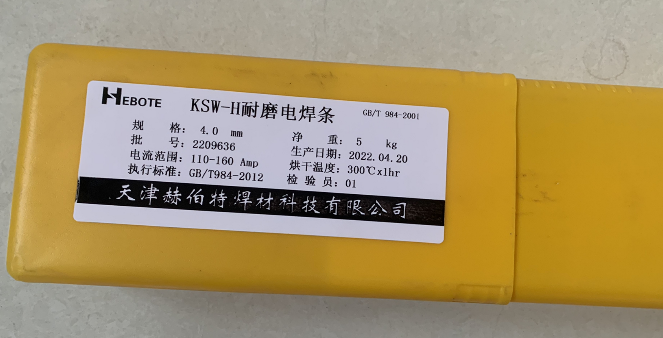 HEBOTE KSW-H耐磨电焊条 GB/T 984-2001
规 格: 4.0 mm 净 重: 5 kg
批 号: 2209636 生产日期: 2022.04.20
电流范围: 110-160 Amp 烘干温度: 300℃x1hr
执行标准: GB/T984-2012 检 验 员: 01
天津赫伯特焊材科技有限公司